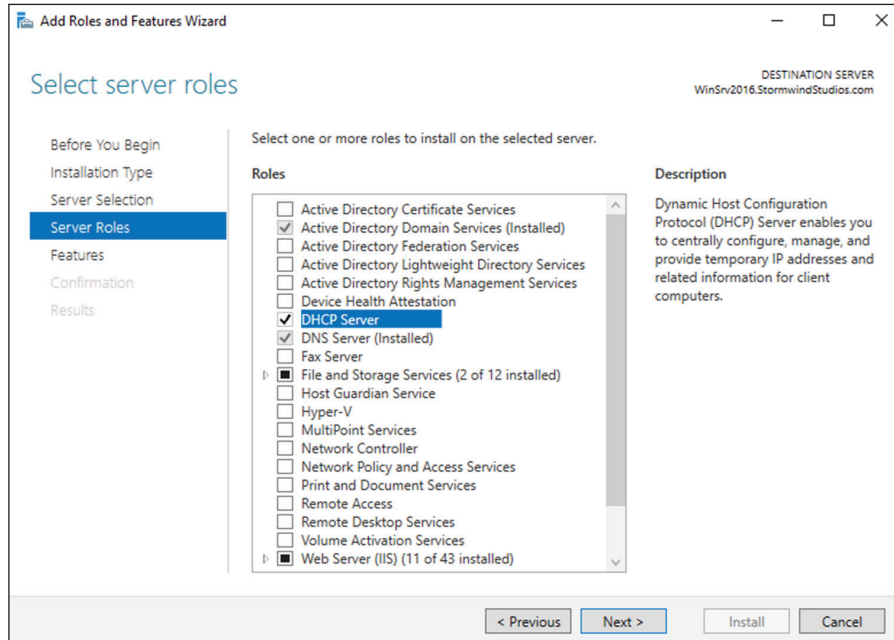 Add Roles and Features Wizard
Select server roles
DESTINATION SERVER
WinSrv2016.StormwindStudios.com
Before You Begin
Installation Type
Server Selection
Server Roles
Features
Confirmation
Results
Select one or more roles to install on the selected server.
Roles
Active Directory Certificate Services
Active Directory Domain Services (Installed)
Active Directory Federation Services
Active Directory Lightweight Directory Services
Active Directory Rights Management Services
Device Health Attestation
DHCP Server
DNS Server (Installed)
Fax Server
File and Storage Services (2 of 12 installed)
Host Guardian Service
Hyper-V
MultiPoint Services
Network Controller
Network Policy and Access Services
Print and Document Services
Remote Access
Remote Desktop Services
Volume Activation Services
Web Server (IIS) (11 of 43 installed)
Description
Dynamic Host Configuration
Protocol (DHCP) Server enables you
to centrally configure, manage, and
provide temporary IP addresses and
related information for client
computers.
< Previous
Next >
Install
Cancel